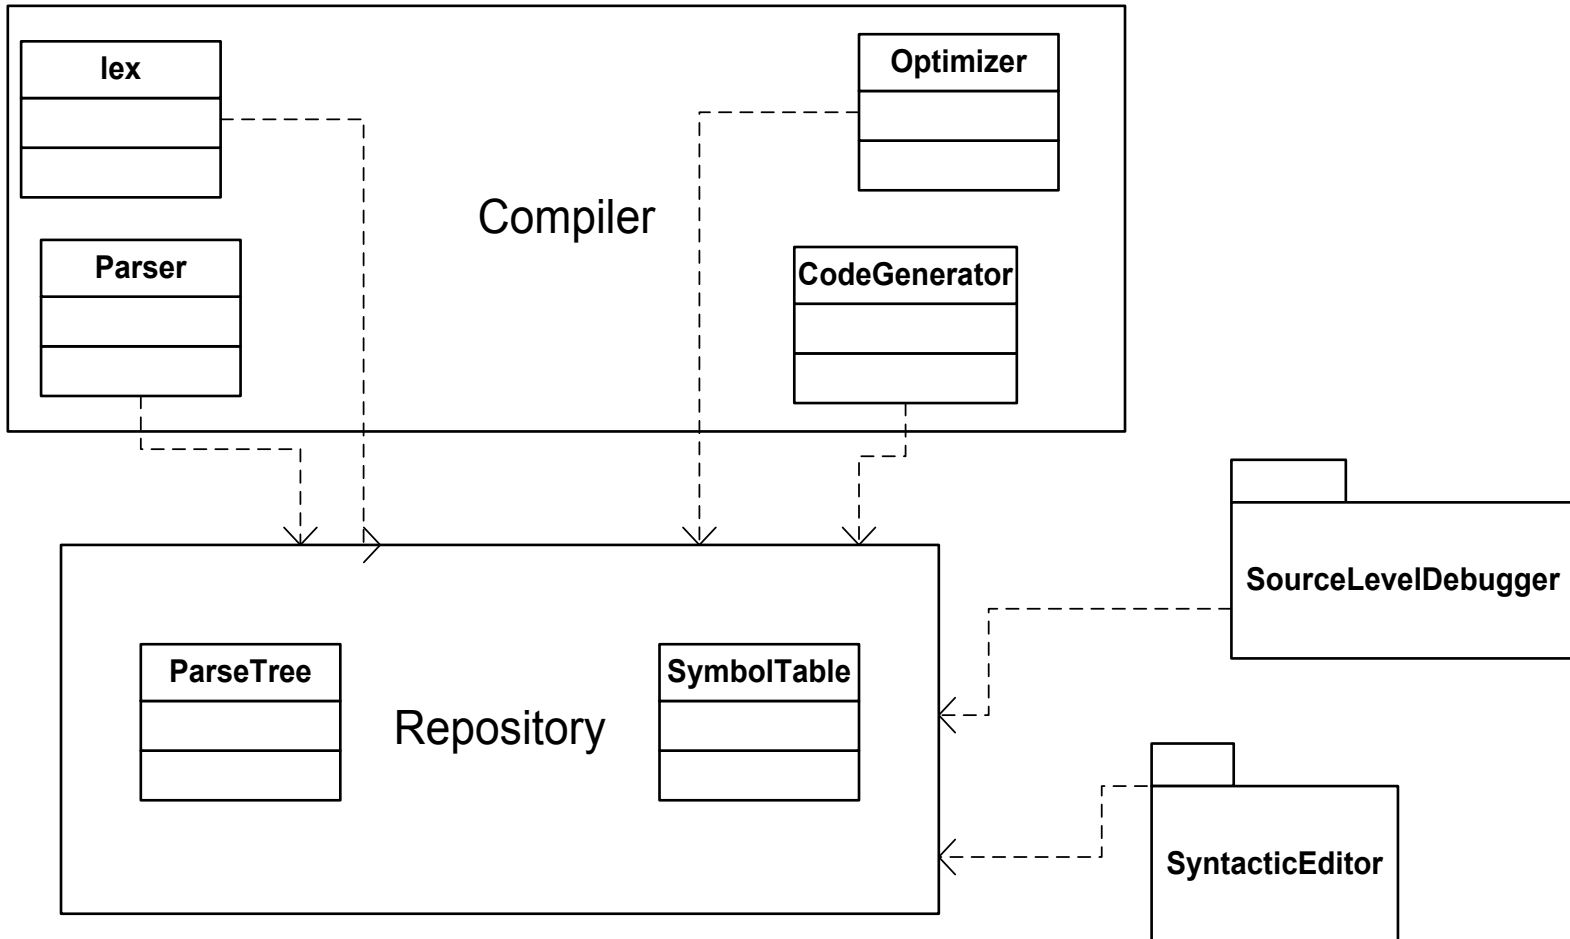 lex
Optimizer
Compiler
Parser
CodeGenerator
SourceLevelDebugger
ParseTree
SymbolTable
Repository
SyntacticEditor